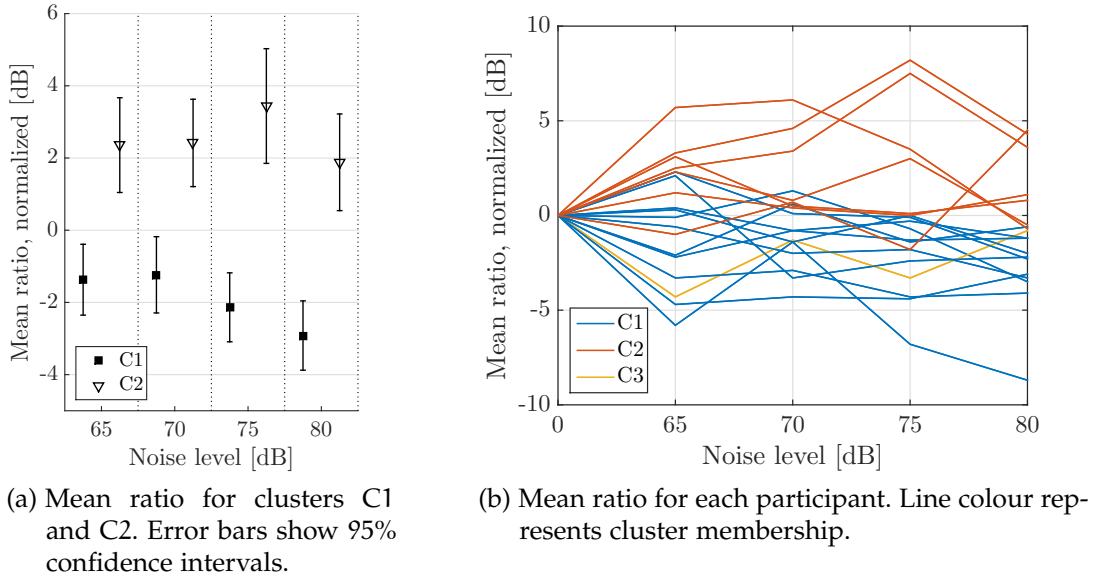 6
4
2
0
-2
-4
Mean ratio, normalized [dB]
C1
C2
65 70 75 80
Noise level [dB]
(a) Mean ratio for clusters C1
and C2. Error bars show 95%
confidence intervals.
10
5
0
-5
-10
Mean ratio, normalized [dB]
C1
C2
C3
0 65 70 75 80
Noise level [dB]
(b) Mean ratio for each participant. Line colour rep-
resents cluster membership.